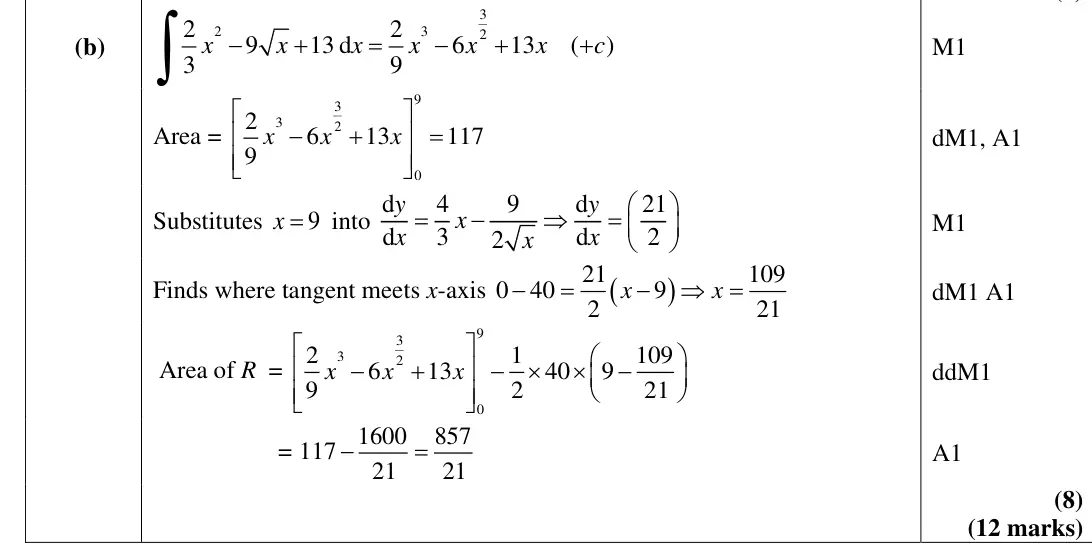 (b) ∫ 2/3 x² − 9√x + 13 dx = 2/9 x³ − 6x^(3/2) + 13x (+c) M1
Area = [2/9 x³ − 6x^(3/2) + 13x]₀⁹ = 117 dM1, A1
Substitutes x = 9 into dy/dx = 4/3 x − 9/(2√x) ⇒ dy/dx = (21/2) M1
Finds where tangent meets x-axis 0 − 40 = 21/2 (x − 9) ⇒ x = 109/21 dM1 A1
Area of R = [2/9 x³ − 6x^(3/2) + 13x]₀⁹ − 1/2 × 40 × (9 − 109/21) ddM1
= 117 − 1600/21 = 857/21 A1
(8)
(12 marks)